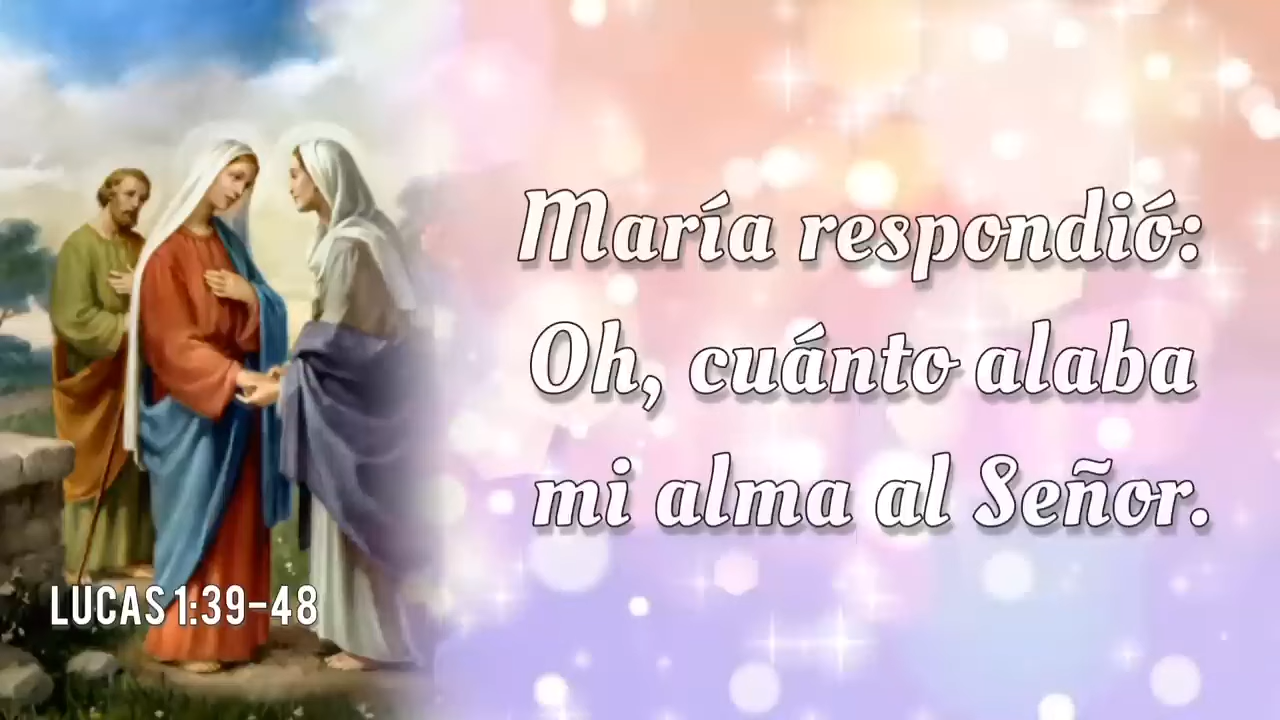 María respondió:
Oh, cuánto alaba
mi alma al Señor.
LUCAS 1:39-48